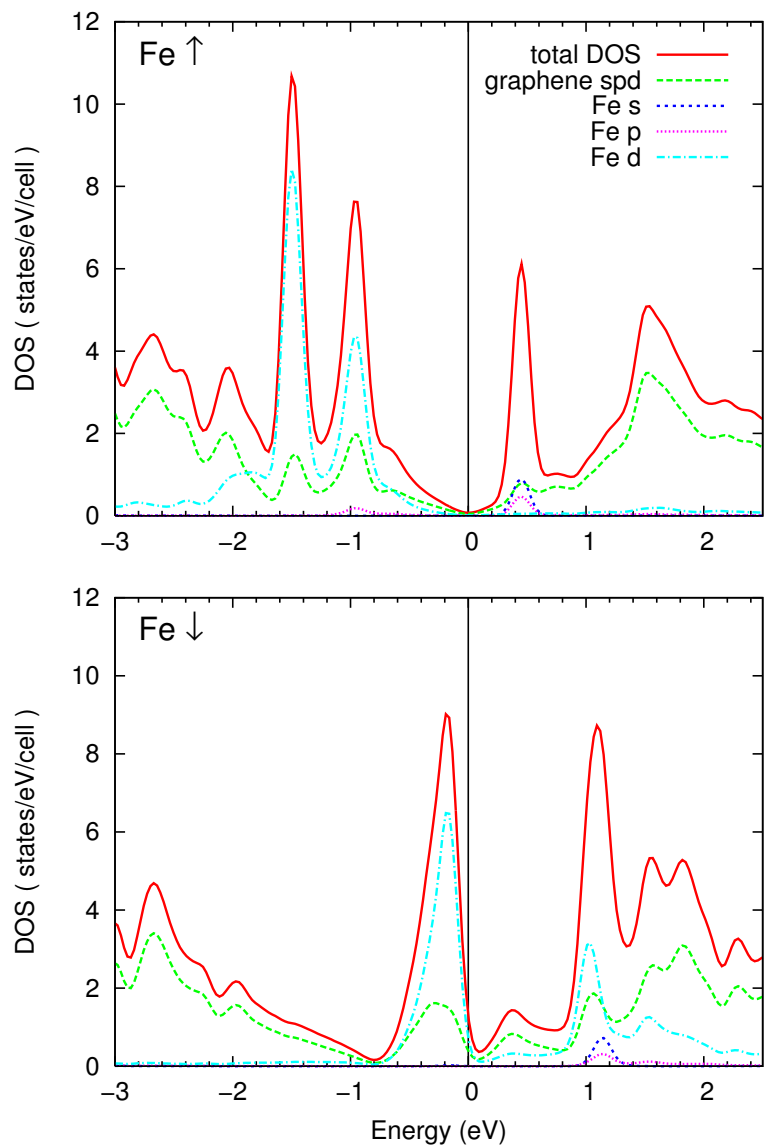 12
10
8
6
4
2
0
DOS ( states/eV/cell )
Fe ↑
total DOS
graphene spd
Fe s
Fe p
Fe d
−3 −2 −1 0 1 2
12
10
8
6
4
2
0
DOS ( states/eV/cell )
Fe ↓
−3 −2 −1 0 1 2
Energy (eV)